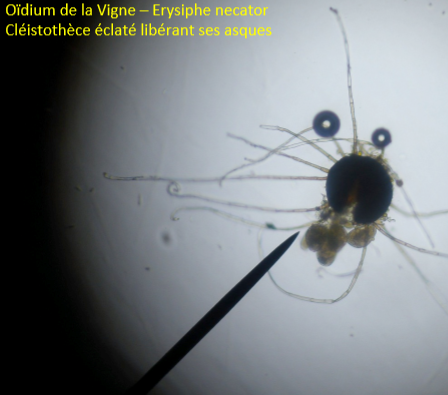 Oïdium de la Vigne – Erysiphe necator
Cléistothèce éclaté libérant ses asques